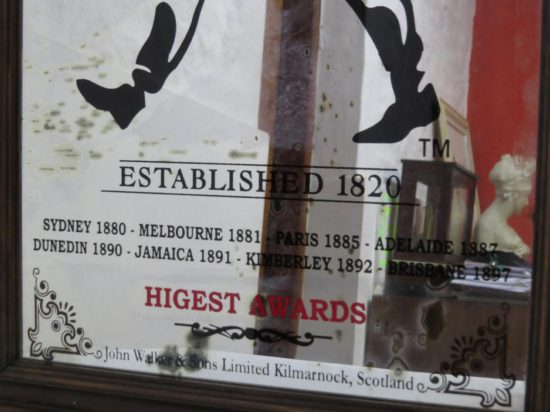 TM
ESTABLISHED 1820
SYDNEY 1880 - MELBOURNE 1881 - PARIS 1885 - ADELAIDE 1887
DUNEDIN 1890 - JAMAICA 1891 - KIMBERLEY 1892 - BRISBANE 1897
HIGEST AWARDS
John Walker & Sons Limited Kilmarnock, Scotland